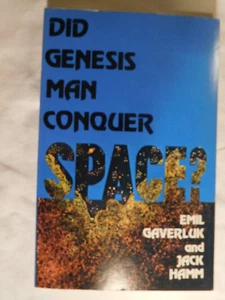 DID
GENESIS
MAN
CONQUER
SPACE?
EMIL
GAVERLUK
and
JACK
HAMM